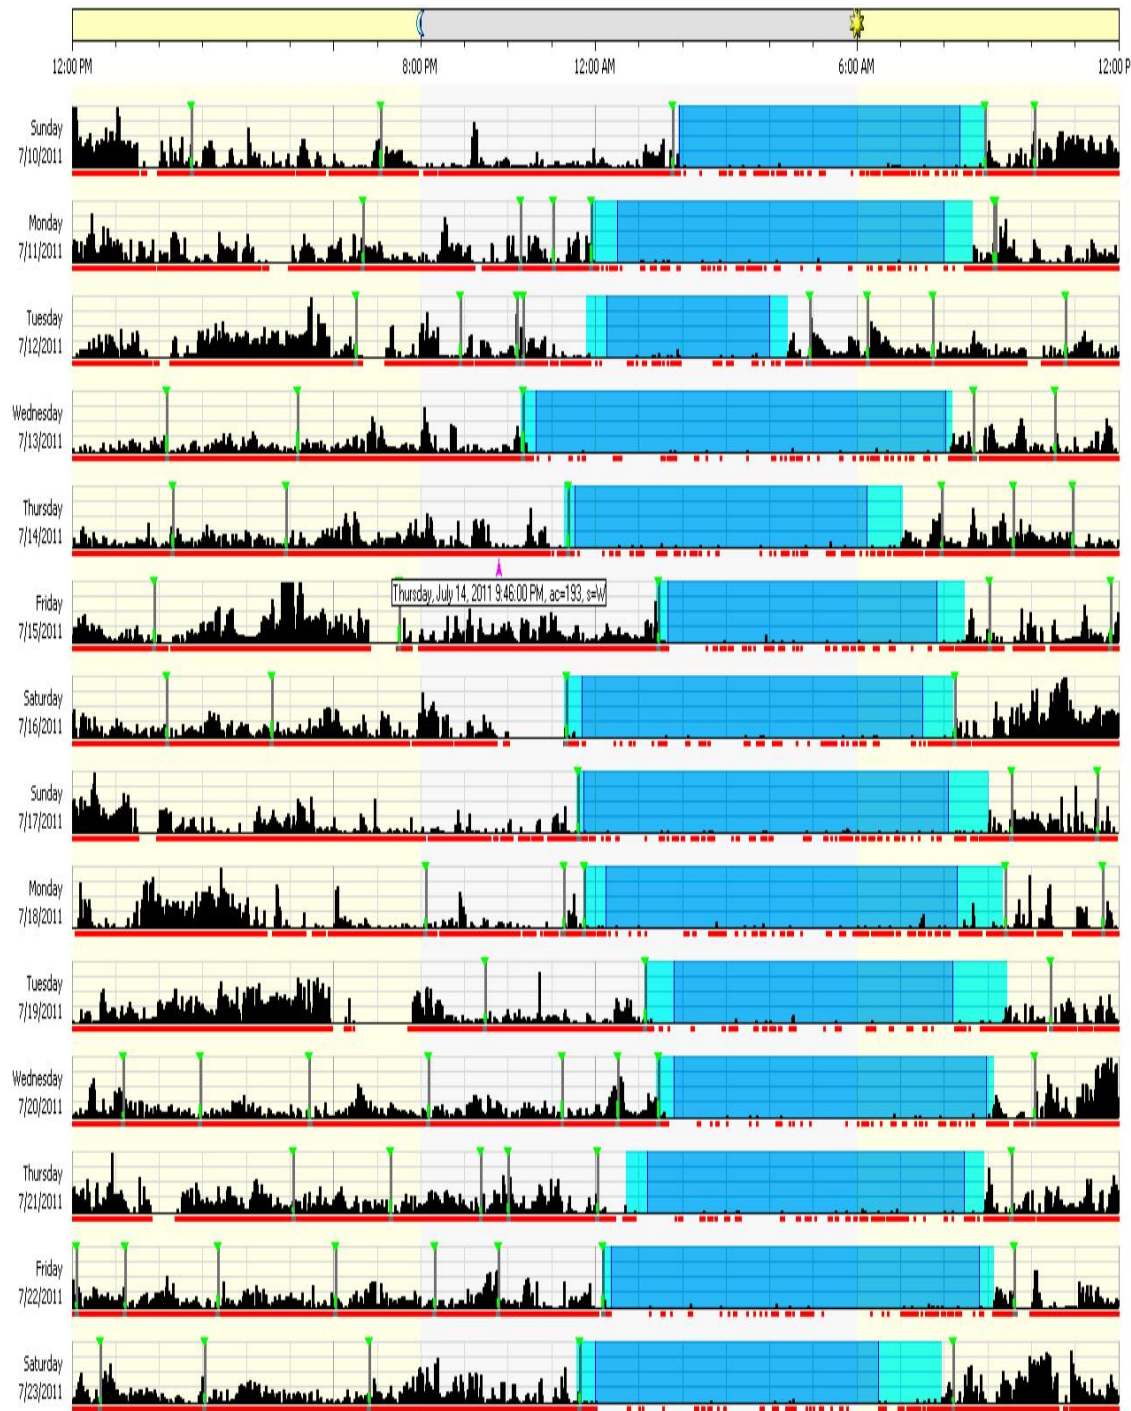 12:00 PM 8:00 PM 12:00 AM 6:00 AM 12:00 P
Sunday
7/10/2011
Monday
7/11/2011
Tuesday
7/12/2011
Wednesday
7/13/2011
Thursday
7/14/2011
Thursday, July 14, 2011 9:46:00 PM, ac=193, s=W
Friday
7/15/2011
Saturday
7/16/2011
Sunday
7/17/2011
Monday
7/18/2011
Tuesday
7/19/2011
Wednesday
7/20/2011
Thursday
7/21/2011
Friday
7/22/2011
Saturday
7/23/2011